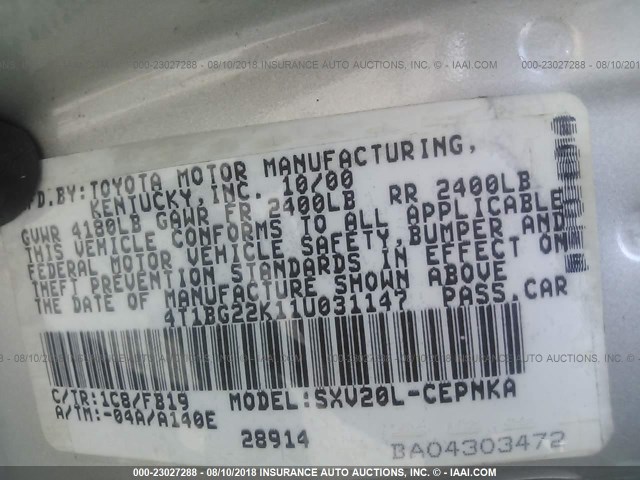 000-23027288 - 08/10/2018 - INSURANCE AUTO AUCTIONS, INC. - IAAI.COM
FD.BY:TOYOTA MOTOR MANUFACTURING,
KENTUCKY,INC. 10/00
GVWR 4180LB GAWR FR 2400LB RR 2400LB
THIS VEHICLE CONFORMS TO ALL APPLICABLE
FEDERAL MOTOR VEHICLE SAFETY,BUMPER AND
THEFT PREVENTION STANDARDS IN EFFECT ON
THE DATE OF MANUFACTURE SHOWN ABOVE
4T1BG22K11U031147 PASS.CAR
C/TR:1C8/FB19 MODEL:SXV20L-CEPNKA
A/TM:-04A/A140E
28914
BA04303472
000-23027288 - 08/10/2018 - INSURANCE AUTO AUCTIONS, INC. - IAAI.COM